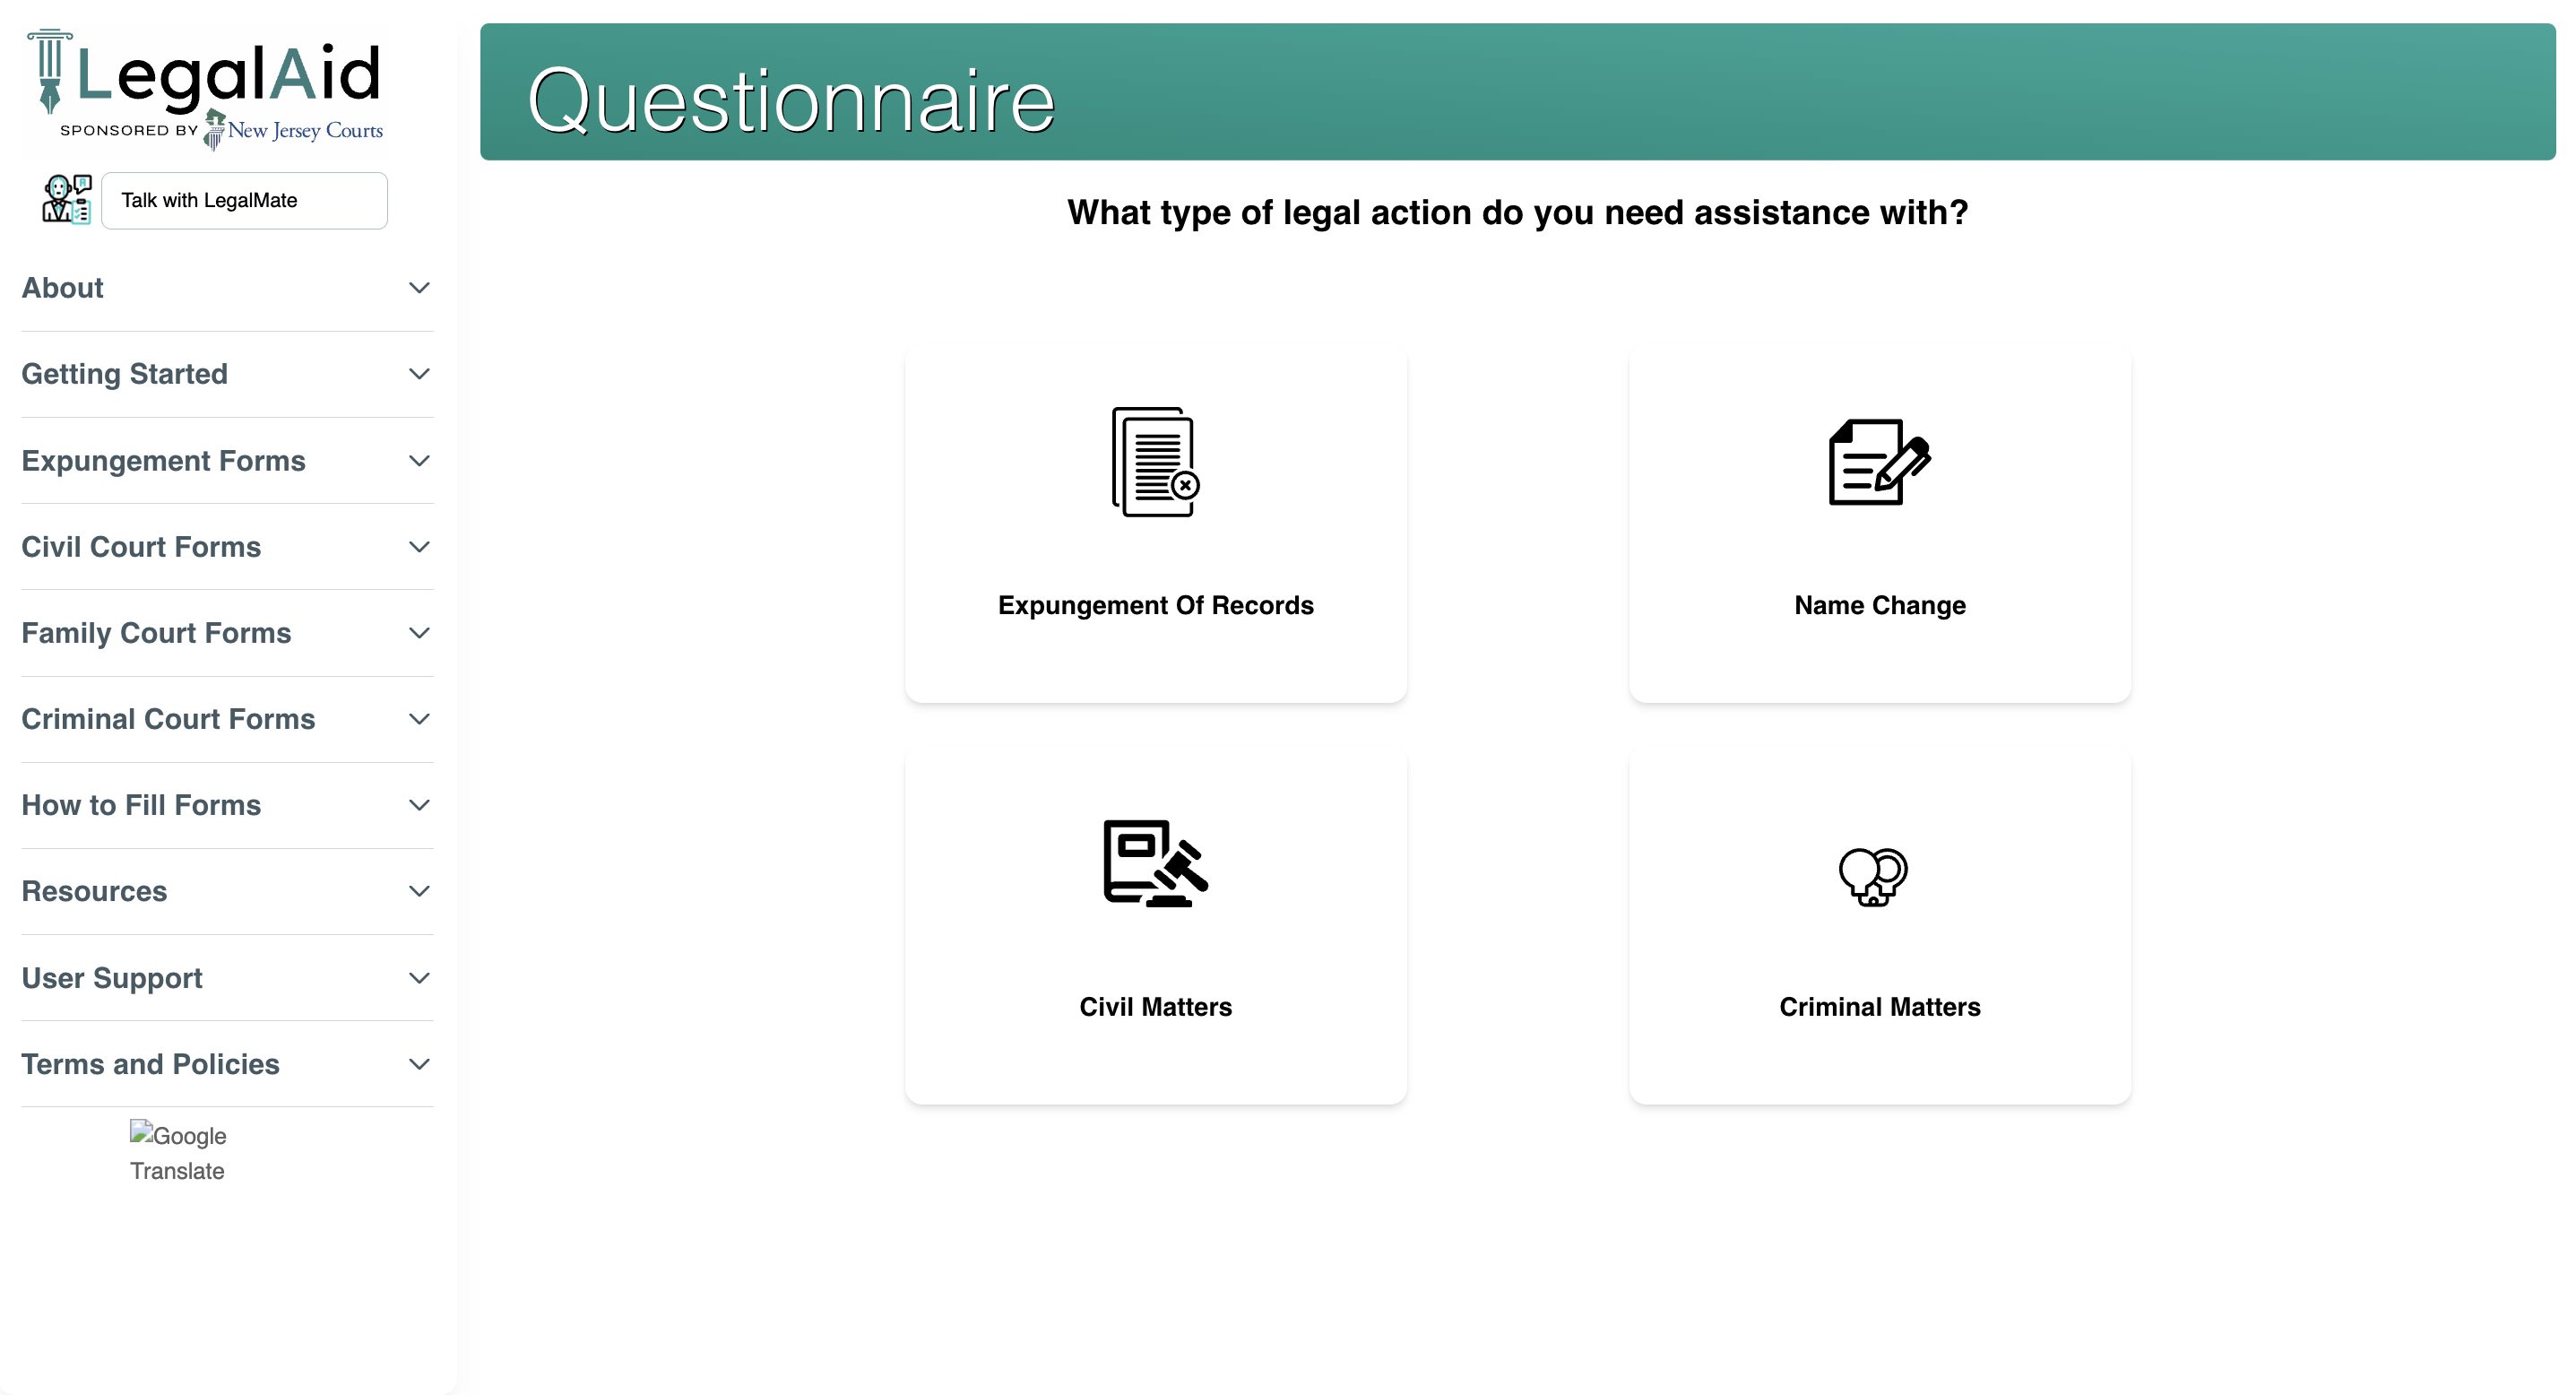 LegalAid
SPONSORED BY New Jersey Courts
Talk with LegalMate
About
Getting Started
Expungement Forms
Civil Court Forms
Family Court Forms
Criminal Court Forms
How to Fill Forms
Resources
User Support
Terms and Policies
Google
Translate
Questionnaire
What type of legal action do you need assistance with?
Expungement Of Records
Name Change
Civil Matters
Criminal Matters